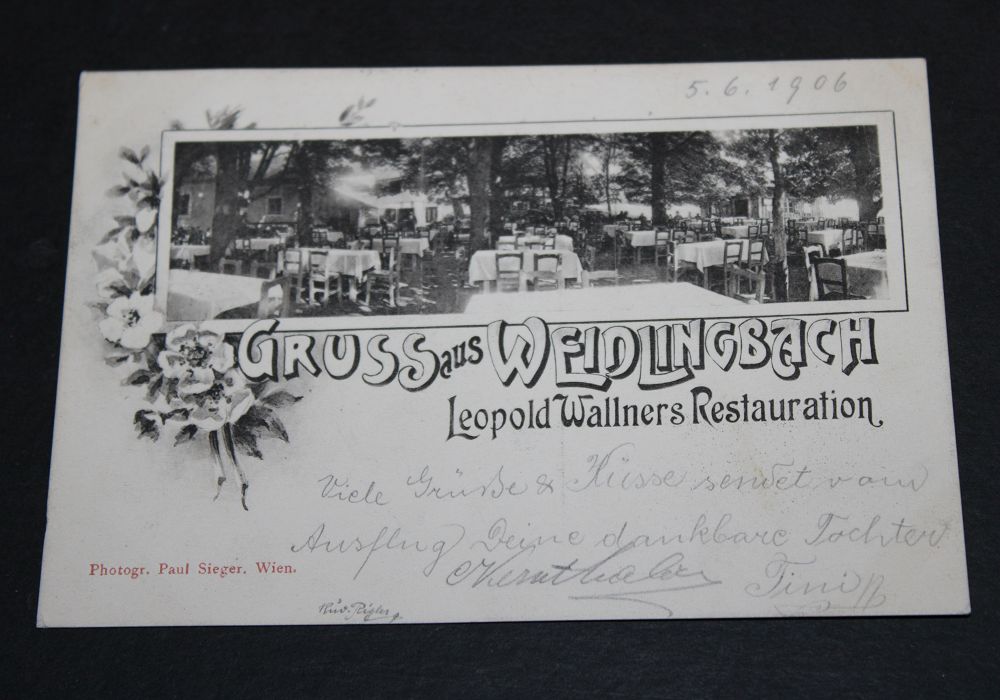 5. 6. 1906
GRUSS aus WEIDLINGBACH
Leopold Wallners Restauration.
Viele Grüße & Küsse sendet vom
Ausflug Deine dankbare Tochter
Tini
Photogr. Paul Sieger. Wien.